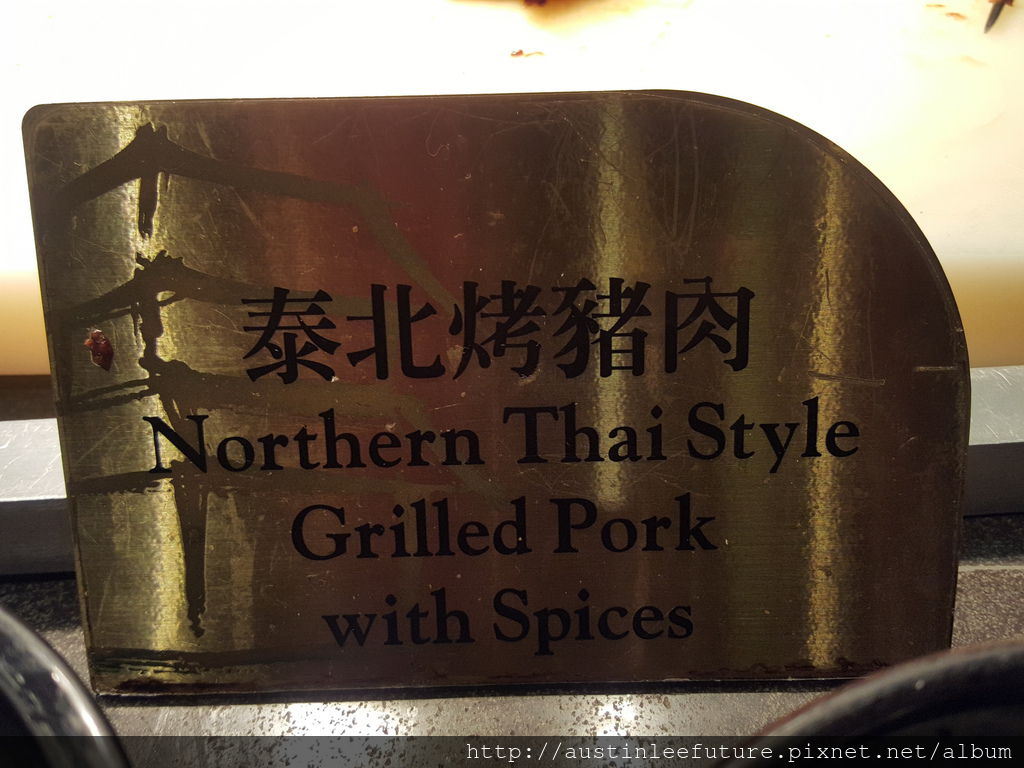 泰北烤豬肉
Northern Thai Style
Grilled Pork
with Spices
http://austinleefuture.pixnet.net/album